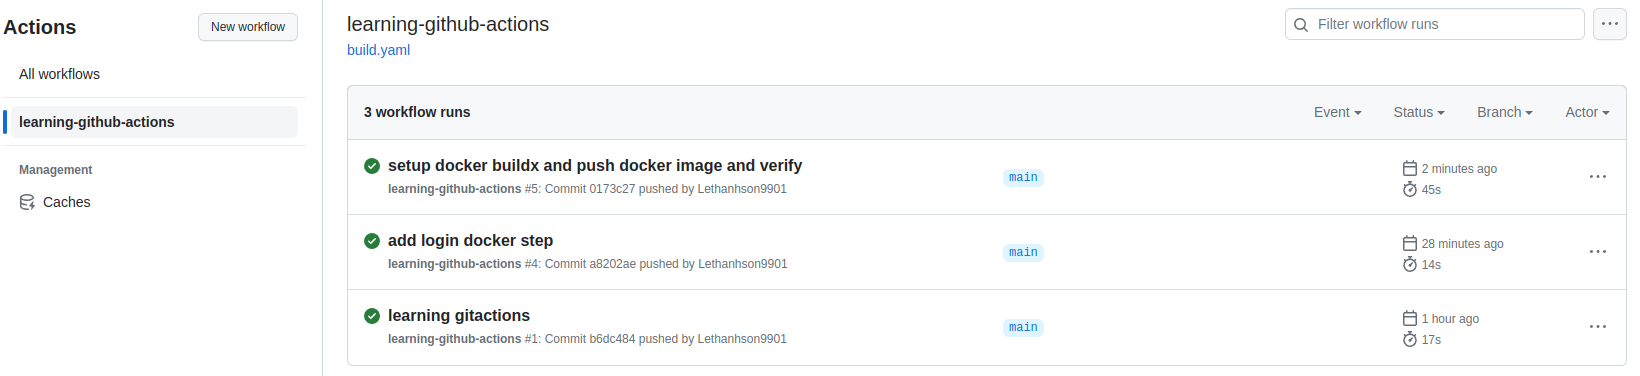 Actions
New workflow
All workflows
learning-github-actions
Management
Caches
learning-github-actions
build.yaml
Filter workflow runs
3 workflow runs
Event
Status
Branch
Actor
setup docker buildx and push docker image and verify
learning-github-actions #5: Commit 0173c27 pushed by Lethanhson9901
main
2 minutes ago
45s
add login docker step
learning-github-actions #4: Commit a8202ae pushed by Lethanhson9901
main
28 minutes ago
14s
learning gitactions
learning-github-actions #1: Commit b6dc484 pushed by Lethanhson9901
main
1 hour ago
17s